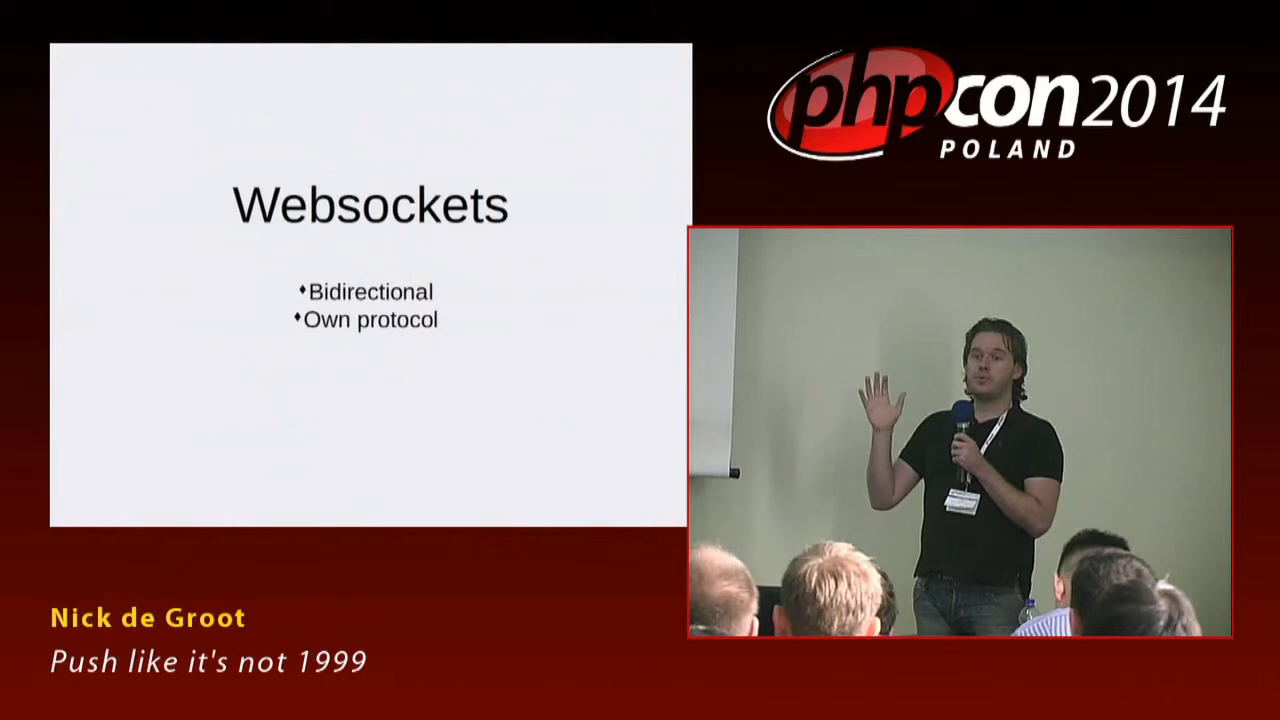 Websockets
Bidirectional
Own protocol
phpcon2014
POLAND
Nick de Groot
Push like it's not 1999